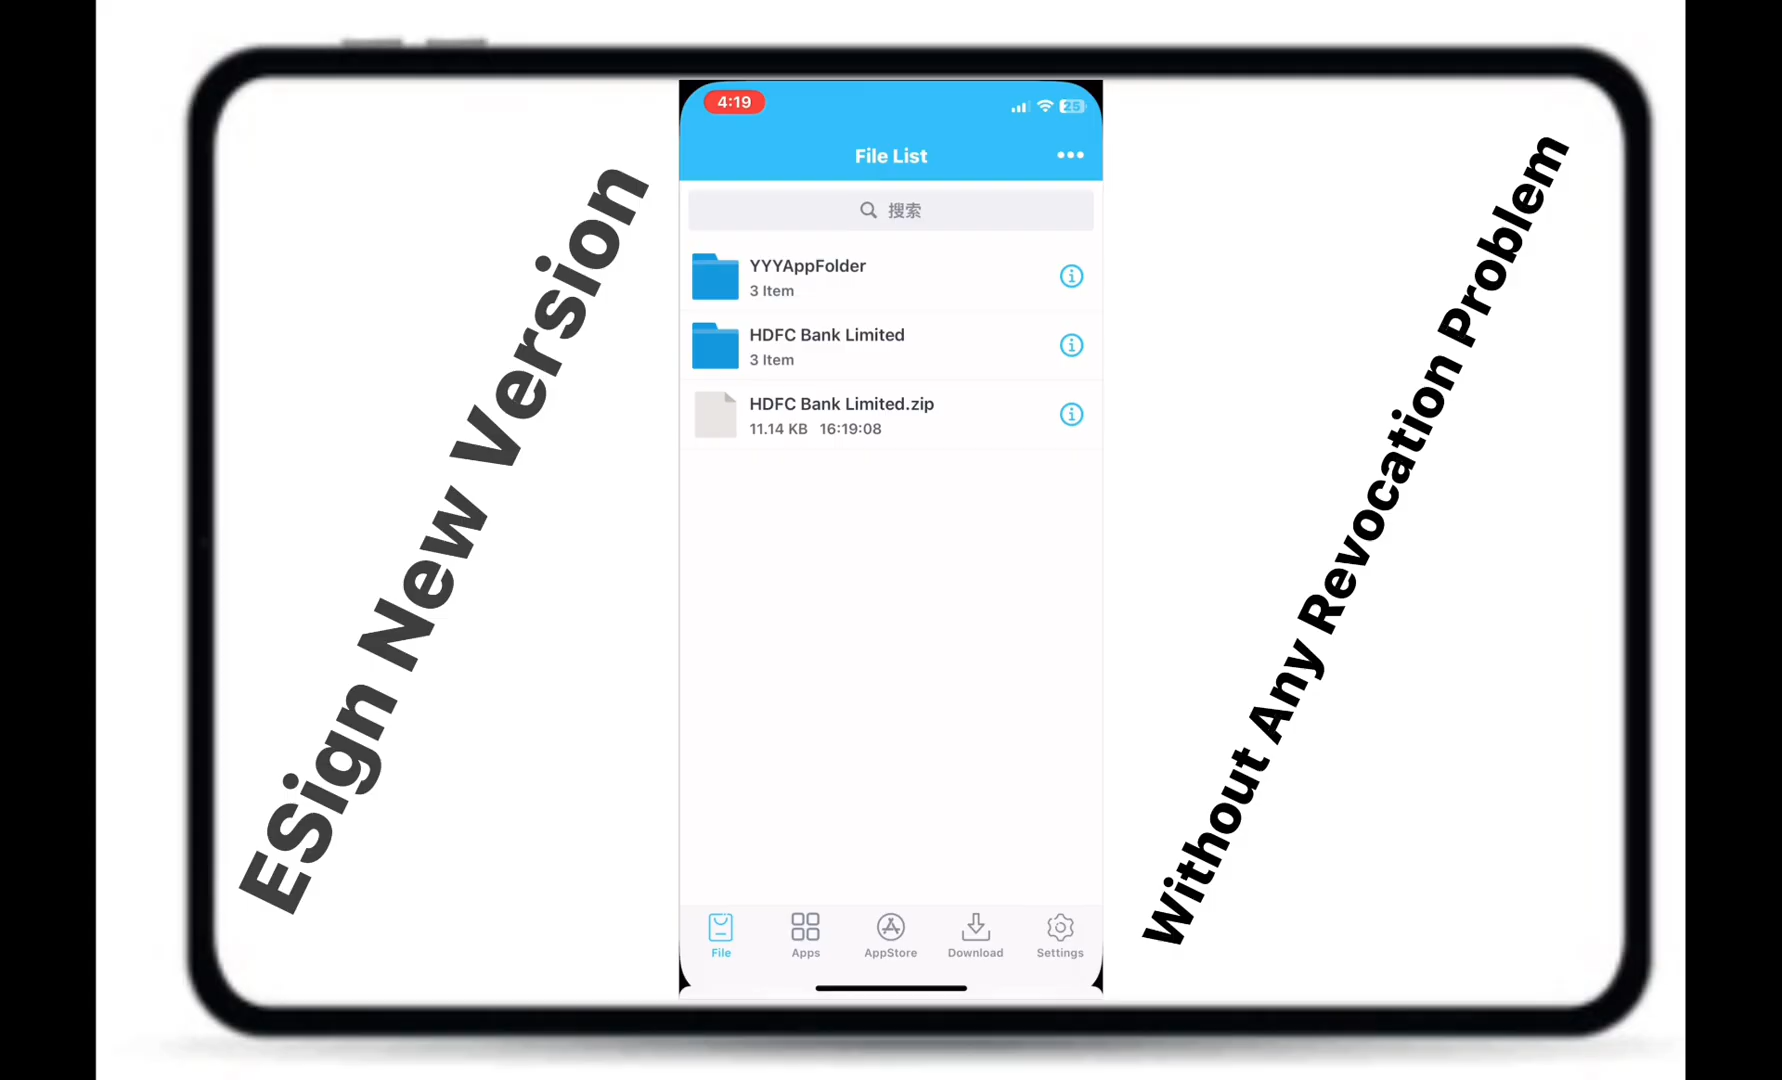 ESign New Version
4:19
25
File List
搜索
YYYAppFolder
3 Item
HDFC Bank Limited
3 Item
HDFC Bank Limited.zip
11.14 KB 16:19:08
File
Apps
AppStore
Download
Settings
Without Any Revocation Problem